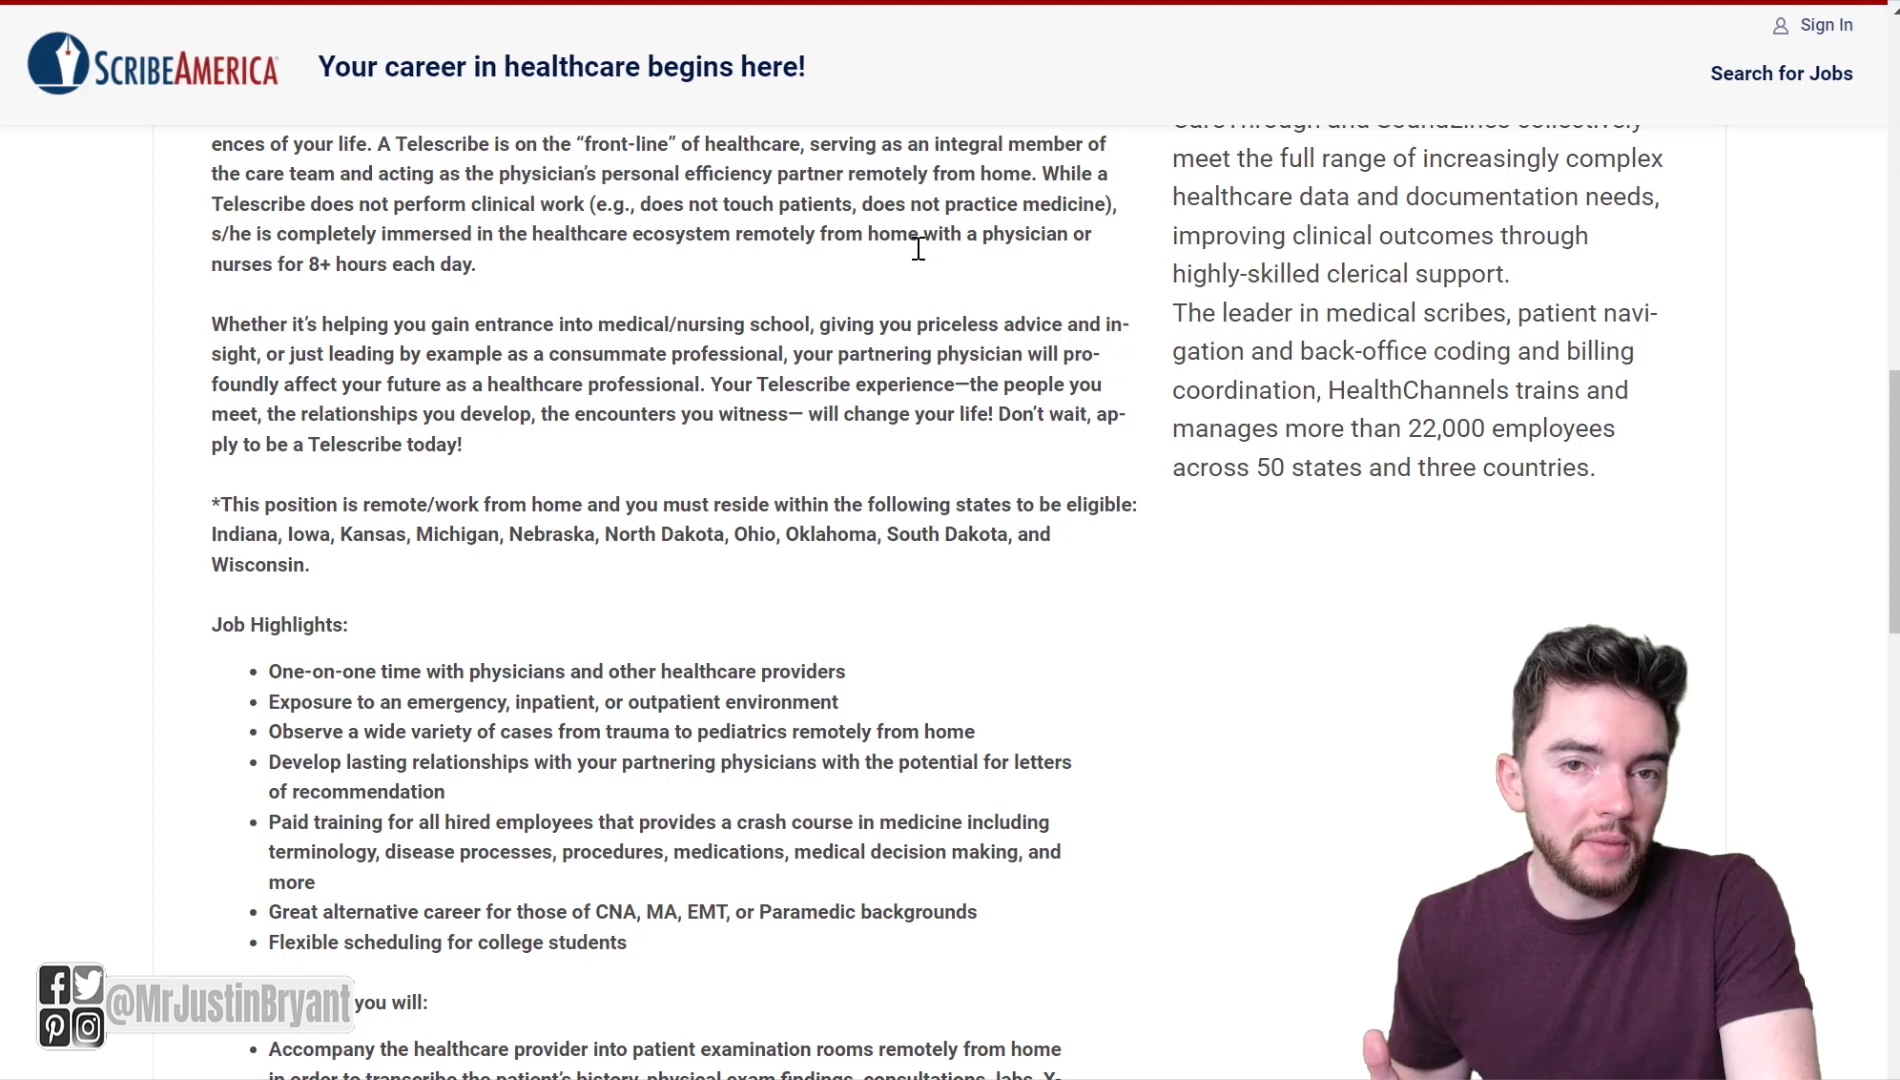 Sign In
SCRIBEAMERICA
Your career in healthcare begins here!
Search for Jobs
ences of your life. A Telescribe is on the “front-line” of healthcare, serving as an integral member of
the care team and acting as the physician’s personal efficiency partner remotely from home. While a
Telescribe does not perform clinical work (e.g., does not touch patients, does not practice medicine),
s/he is completely immersed in the healthcare ecosystem remotely from home with a physician or
nurses for 8+ hours each day.
Whether it’s helping you gain entrance into medical/nursing school, giving you priceless advice and in-
sight, or just leading by example as a consummate professional, your partnering physician will pro-
foundly affect your future as a healthcare professional. Your Telescribe experience—the people you
meet, the relationships you develop, the encounters you witness— will change your life! Don’t wait, ap-
ply to be a Telescribe today!
*This position is remote/work from home and you must reside within the following states to be eligible:
Indiana, Iowa, Kansas, Michigan, Nebraska, North Dakota, Ohio, Oklahoma, South Dakota, and
Wisconsin.
Job Highlights:
• One-on-one time with physicians and other healthcare providers
• Exposure to an emergency, inpatient, or outpatient environment
• Observe a wide variety of cases from trauma to pediatrics remotely from home
• Develop lasting relationships with your partnering physicians with the potential for letters
of recommendation
• Paid training for all hired employees that provides a crash course in medicine including
terminology, disease processes, procedures, medications, medical decision making, and
more
• Great alternative career for those of CNA, MA, EMT, or Paramedic backgrounds
• Flexible scheduling for college students
you will:
• Accompany the healthcare provider into patient examination rooms remotely from home
in order to transcribe the patient’s history, physical exam findings, consultations, labs, X-
CareThrough and SoundLines collectively
meet the full range of increasingly complex
healthcare data and documentation needs,
improving clinical outcomes through
highly-skilled clerical support.
The leader in medical scribes, patient navi-
gation and back-office coding and billing
coordination, HealthChannels trains and
manages more than 22,000 employees
across 50 states and three countries.
@MrJustinBryant